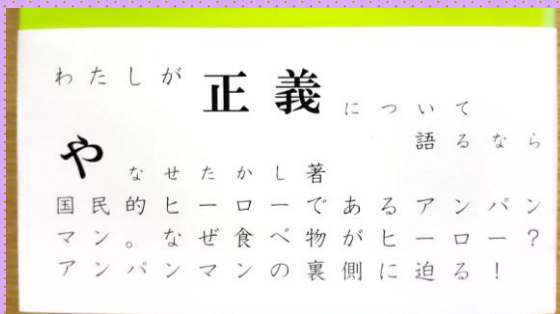 わたしが正義について
語るなら
やなせたかし著
国民的ヒーローであるアンパン
マン。なぜ食べ物がヒーロー？
アンパンマンの裏側に迫る！